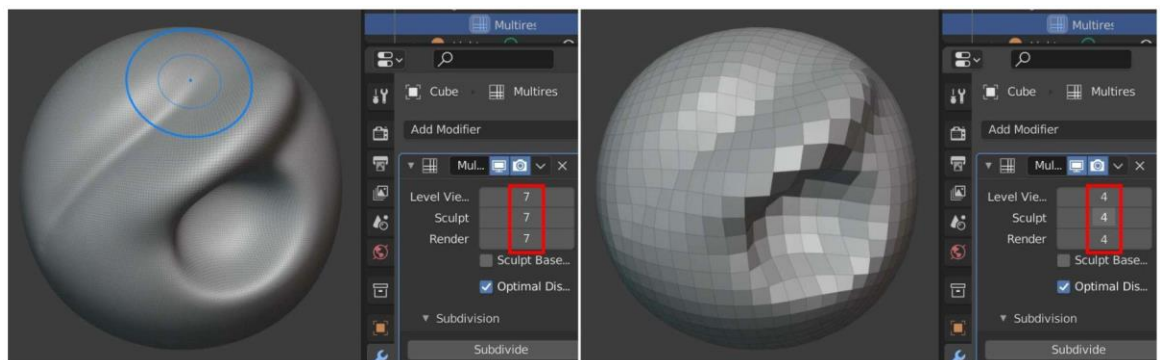 Multires
Cube Multires
Add Modifier
Mul...
Level Vie... 7
Sculpt 7
Render 7
Sculpt Base...
Optimal Dis...
Subdivision
Subdivide
Multires
Cube Multires
Add Modifier
Mul...
Level Vie... 4
Sculpt 4
Render 4
Sculpt Base...
Optimal Dis...
Subdivision
Subdivide